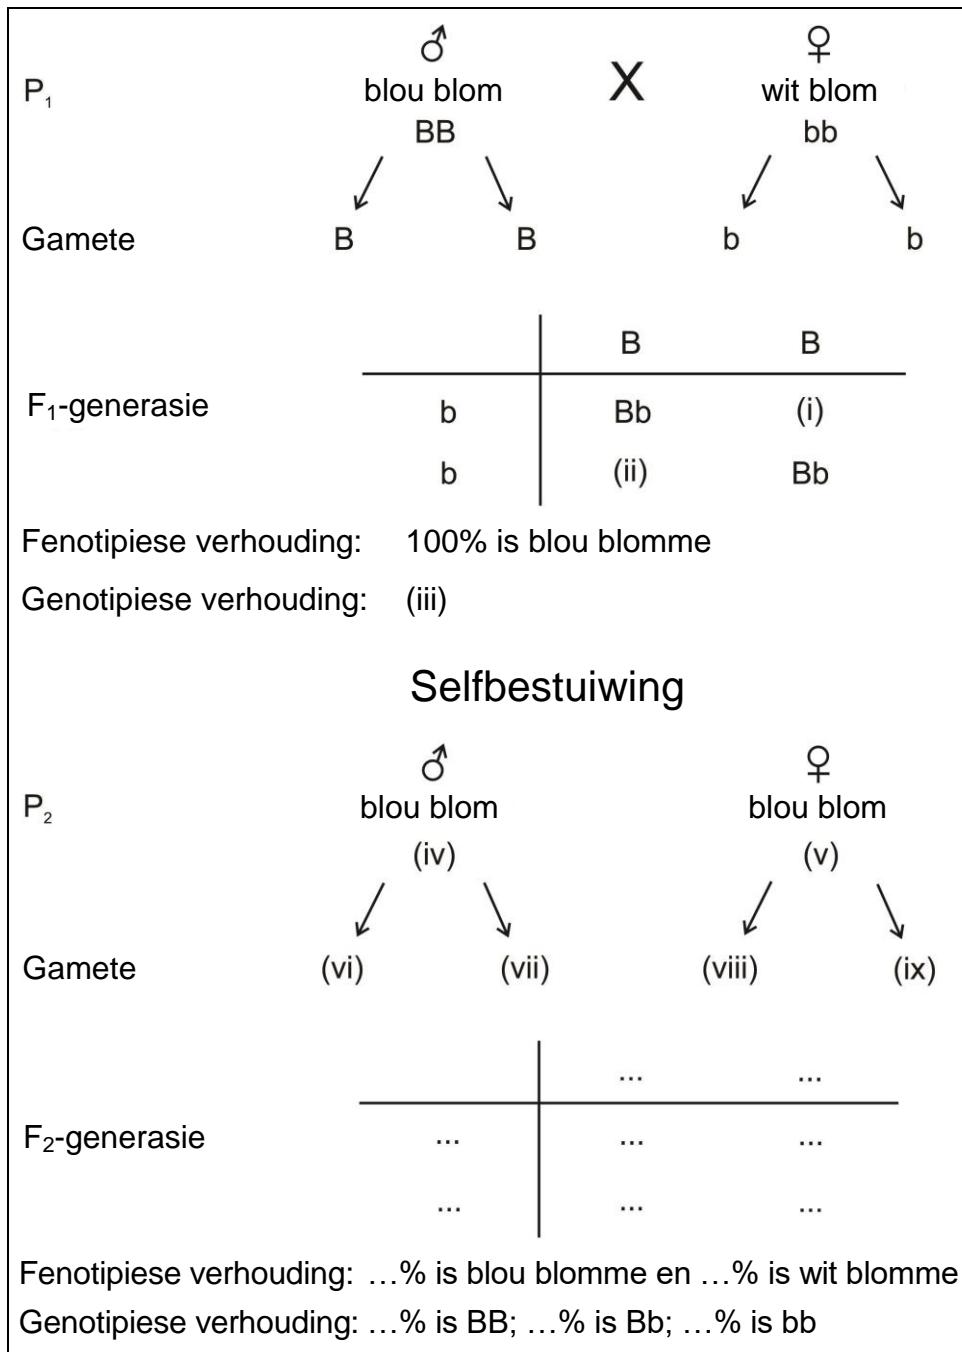 ♂ ♀
P₁ blou blom X wit blom
BB bb
Gamete B B b b
B B
F₁-generasie b Bb (i)
b (ii) Bb
Fenotipiese verhouding: 100% is blou blomme
Genotipiese verhouding: (iii)
Selfbestuiwing
♂ ♀
P₂ blou blom blou blom
(iv) (v)
Gamete (vi) (vii) (viii) (ix)
... ...
F₂-generasie ... ... ...
... ... ...
Fenotipiese verhouding: …% is blou blomme en …% is wit blomme
Genotipiese verhouding: …% is BB; …% is Bb; …% is bb